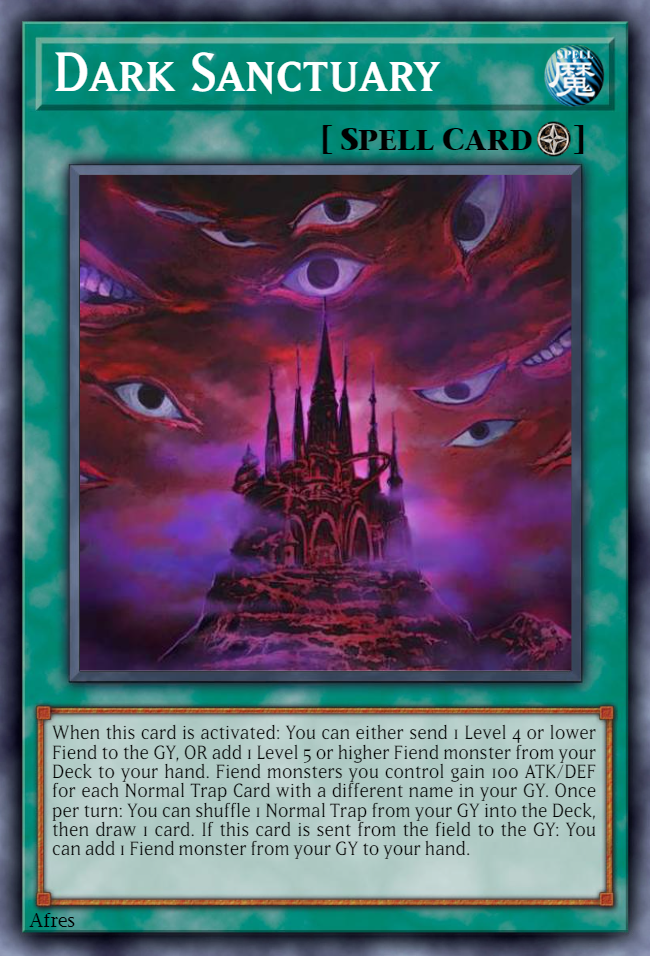 Dark Sanctuary
SPELL
魔
[ Spell Card ]
When this card is activated: You can either send 1 Level 4 or lower
Fiend to the GY, OR add 1 Level 5 or higher Fiend monster from your
Deck to your hand. Fiend monsters you control gain 100 ATK/DEF
for each Normal Trap Card with a different name in your GY. Once
per turn: You can shuffle 1 Normal Trap from your GY into the Deck,
then draw 1 card. If this card is sent from the field to the GY: You
can add 1 Fiend monster from your GY to your hand.
Afres